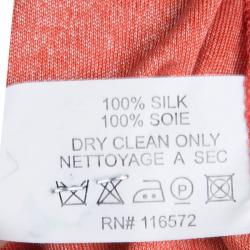 100% SILK
100% SOIE
DRY CLEAN ONLY
NETTOYAGE A SEC
P
RN# 116572